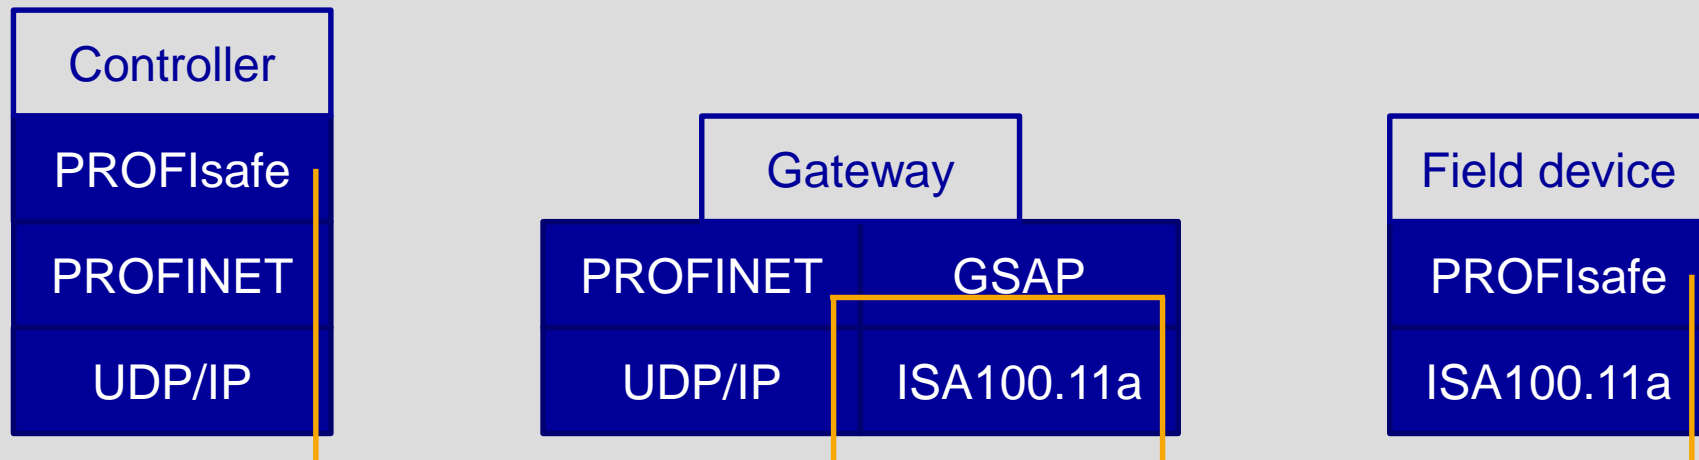 Controller
PROFIsafe
PROFINET
UDP/IP
Gateway
PROFINET GSAP
UDP/IP ISA100.11a
Field device
PROFIsafe
ISA100.11a